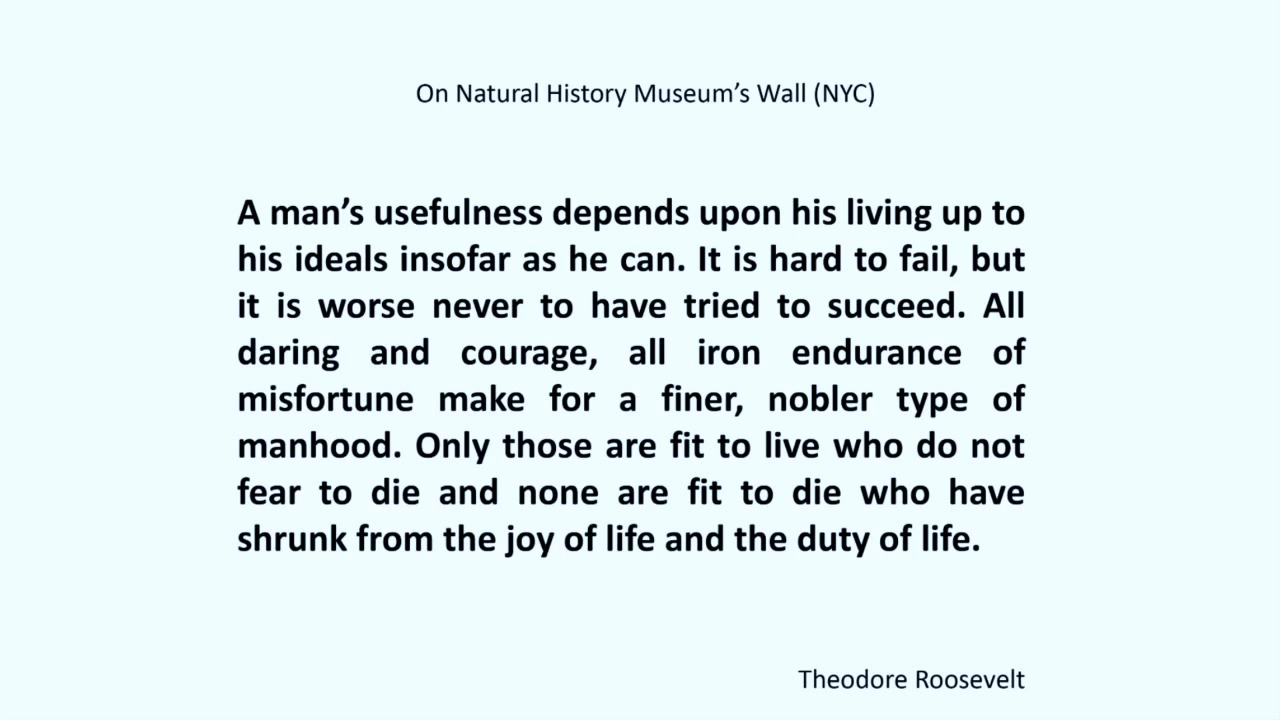 On Natural History Museum’s Wall (NYC)
A man’s usefulness depends upon his living up to
his ideals insofar as he can. It is hard to fail, but
it is worse never to have tried to succeed. All
daring and courage, all iron endurance of
misfortune make for a finer, nobler type of
manhood. Only those are fit to live who do not
fear to die and none are fit to die who have
shrunk from the joy of life and the duty of life.
Theodore Roosevelt